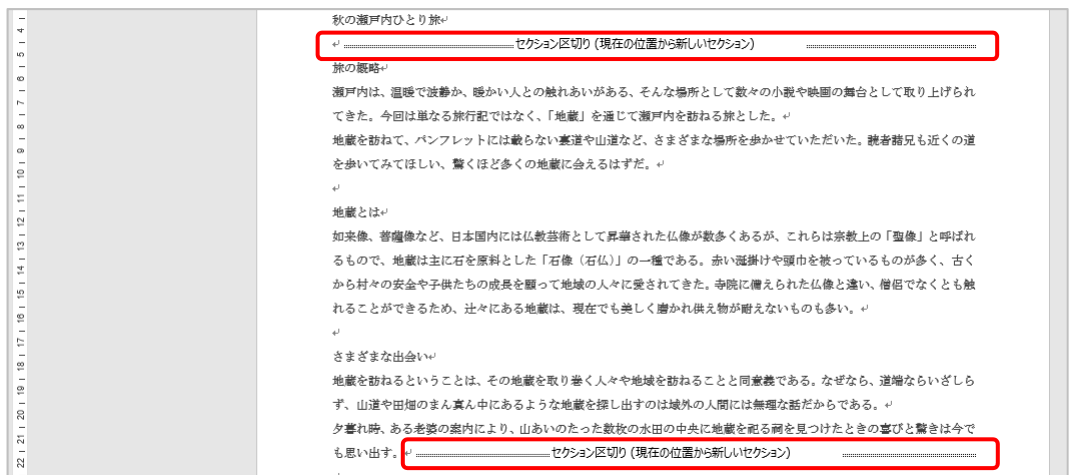 秋の瀬戸内ひとり旅↵
↵セクション区切り (現在の位置から新しいセクション)
旅の概略↵
瀬戸内は、温暖で波静か、暖かい人との触れあいがある、そんな場所として数々の小説や映画の舞台として取り上げられ
てきた。今回は単なる旅行記ではなく、「地蔵」を通じて瀬戸内を訪ねる旅とした。↵
地蔵を訪ねて、パンフレットには載らない裏道や山道など、さまざまな場所を歩かせていただいた。読者諸兄も近くの道
を歩いてみてほしい、驚くほど多くの地蔵に会えるはずだ。↵
↵
地蔵とは↵
如来像、菩薩像など、日本国内には仏教芸術として昇華された仏像が数多くあるが、これらは宗教上の「聖像」と呼ばれ
るもので、地蔵は主に石を原料とした「石像（石仏）」の一種である。赤い涎掛けや頭巾を被っているものが多く、古く
から村々の安全や子供たちの成長を願って地域の人々に愛されてきた。寺院に備えられた仏像と違い、僧侶でなくとも触
れることができるため、辻々にある地蔵は、現在でも美しく磨かれ供え物が耐えないものも多い。↵
↵
さまざまな出会い↵
地蔵を訪ねるということは、その地蔵を取り巻く人々や地域を訪ねることと同意義である。なぜなら、道端ならいざしら
ず、山道や田畑のまん真ん中にあるような地蔵を探し出すのは域外の人間には無理な話だからである。↵
夕暮れ時、ある老婆の案内により、山あいのたった数枚の水田の中央に地蔵を祀る祠を見つけたときの喜びと驚きは今で
も思い出す。↵セクション区切り (現在の位置から新しいセクション)
4
5
6
7
8
9
10
11
12
13
14
15
16
17
18
19
20
21
22